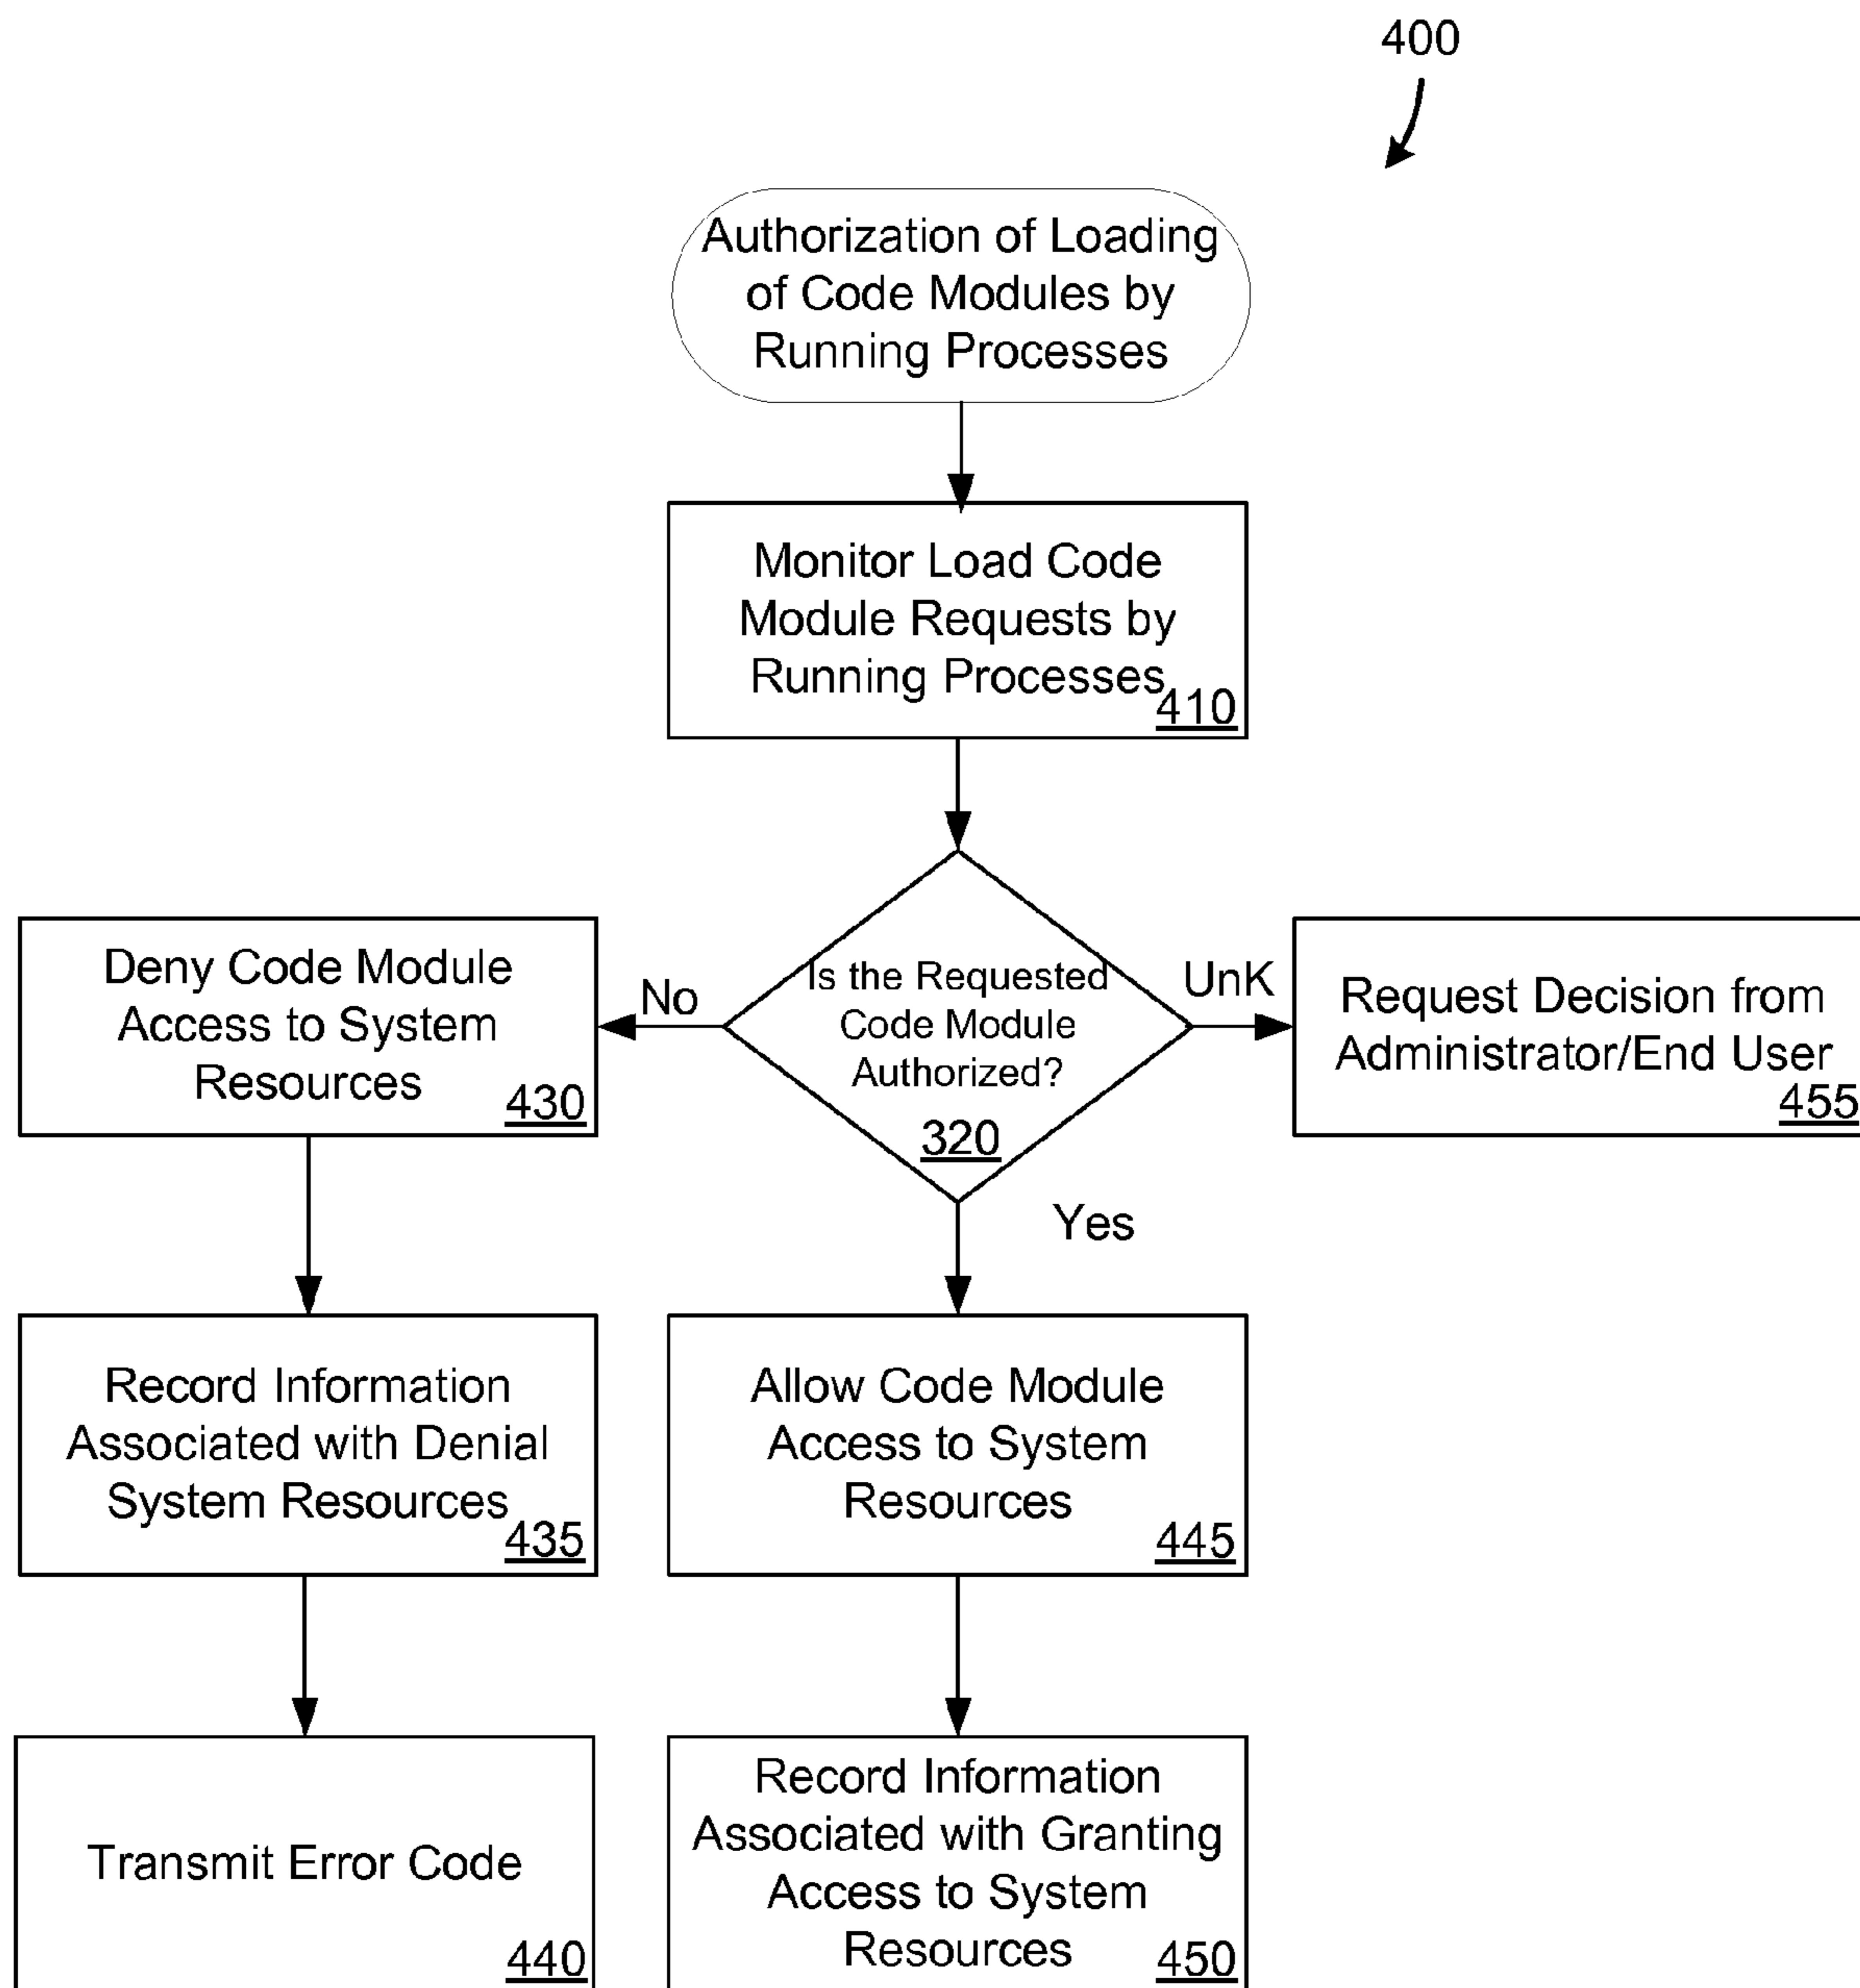 400
Authorization of Loading
of Code Modules by
Running Processes
Monitor Load Code
Module Requests by
Running Processes
410
Is the Requested
Code Module
Authorized?
320
No
UnK
Yes
Deny Code Module
Access to System
Resources
430
Request Decision from
Administrator/End User
455
Record Information
Associated with Denial
System Resources
435
Allow Code Module
Access to System
Resources
445
Transmit Error Code
440
Record Information
Associated with Granting
Access to System
Resources
450